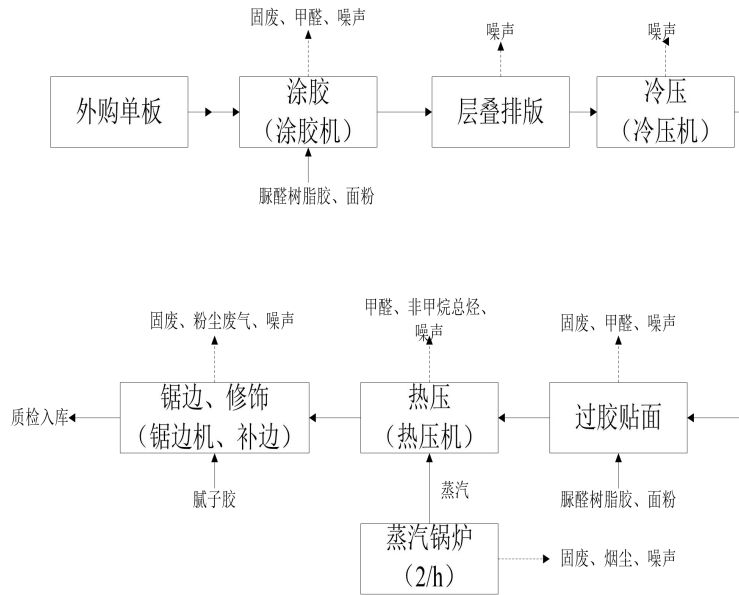 固废、甲醛、噪声
噪声
噪声
外购单板
涂胶
（涂胶机）
层叠排版
冷压
（冷压机）
脲醛树脂胶、面粉
固废、粉尘废气、噪声
甲醛、非甲烷总烃、
噪声
固废、甲醛、噪声
质检入库
锯边、修饰
（锯边机、补边）
热压
（热压机）
过胶贴面
腻子胶
蒸汽
脲醛树脂胶、面粉
蒸汽锅炉
（2/h）
固废、烟尘、噪声